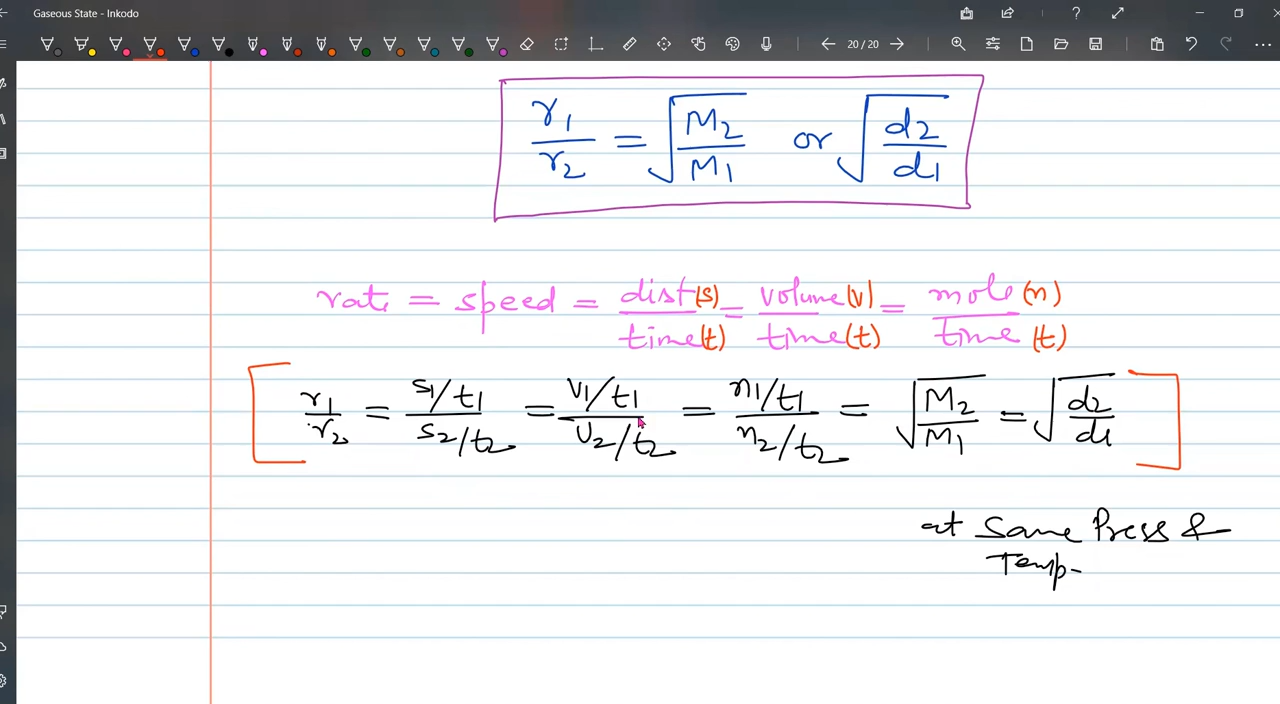 Gaseous State - Inkodo
20/20
r1/r2 = √(M2/M1) or √(d2/d1)
rate = speed = dist(s)/time(t) = volume(v)/time(t) = mole(n)/time(t)
r1/r2 = (s1/t1)/(s2/t2) = (v1/t1)/(v2/t2) = (n1/t1)/(n2/t2) = √(M2/M1) = √(d2/d1)
at Same Press &
Temp-